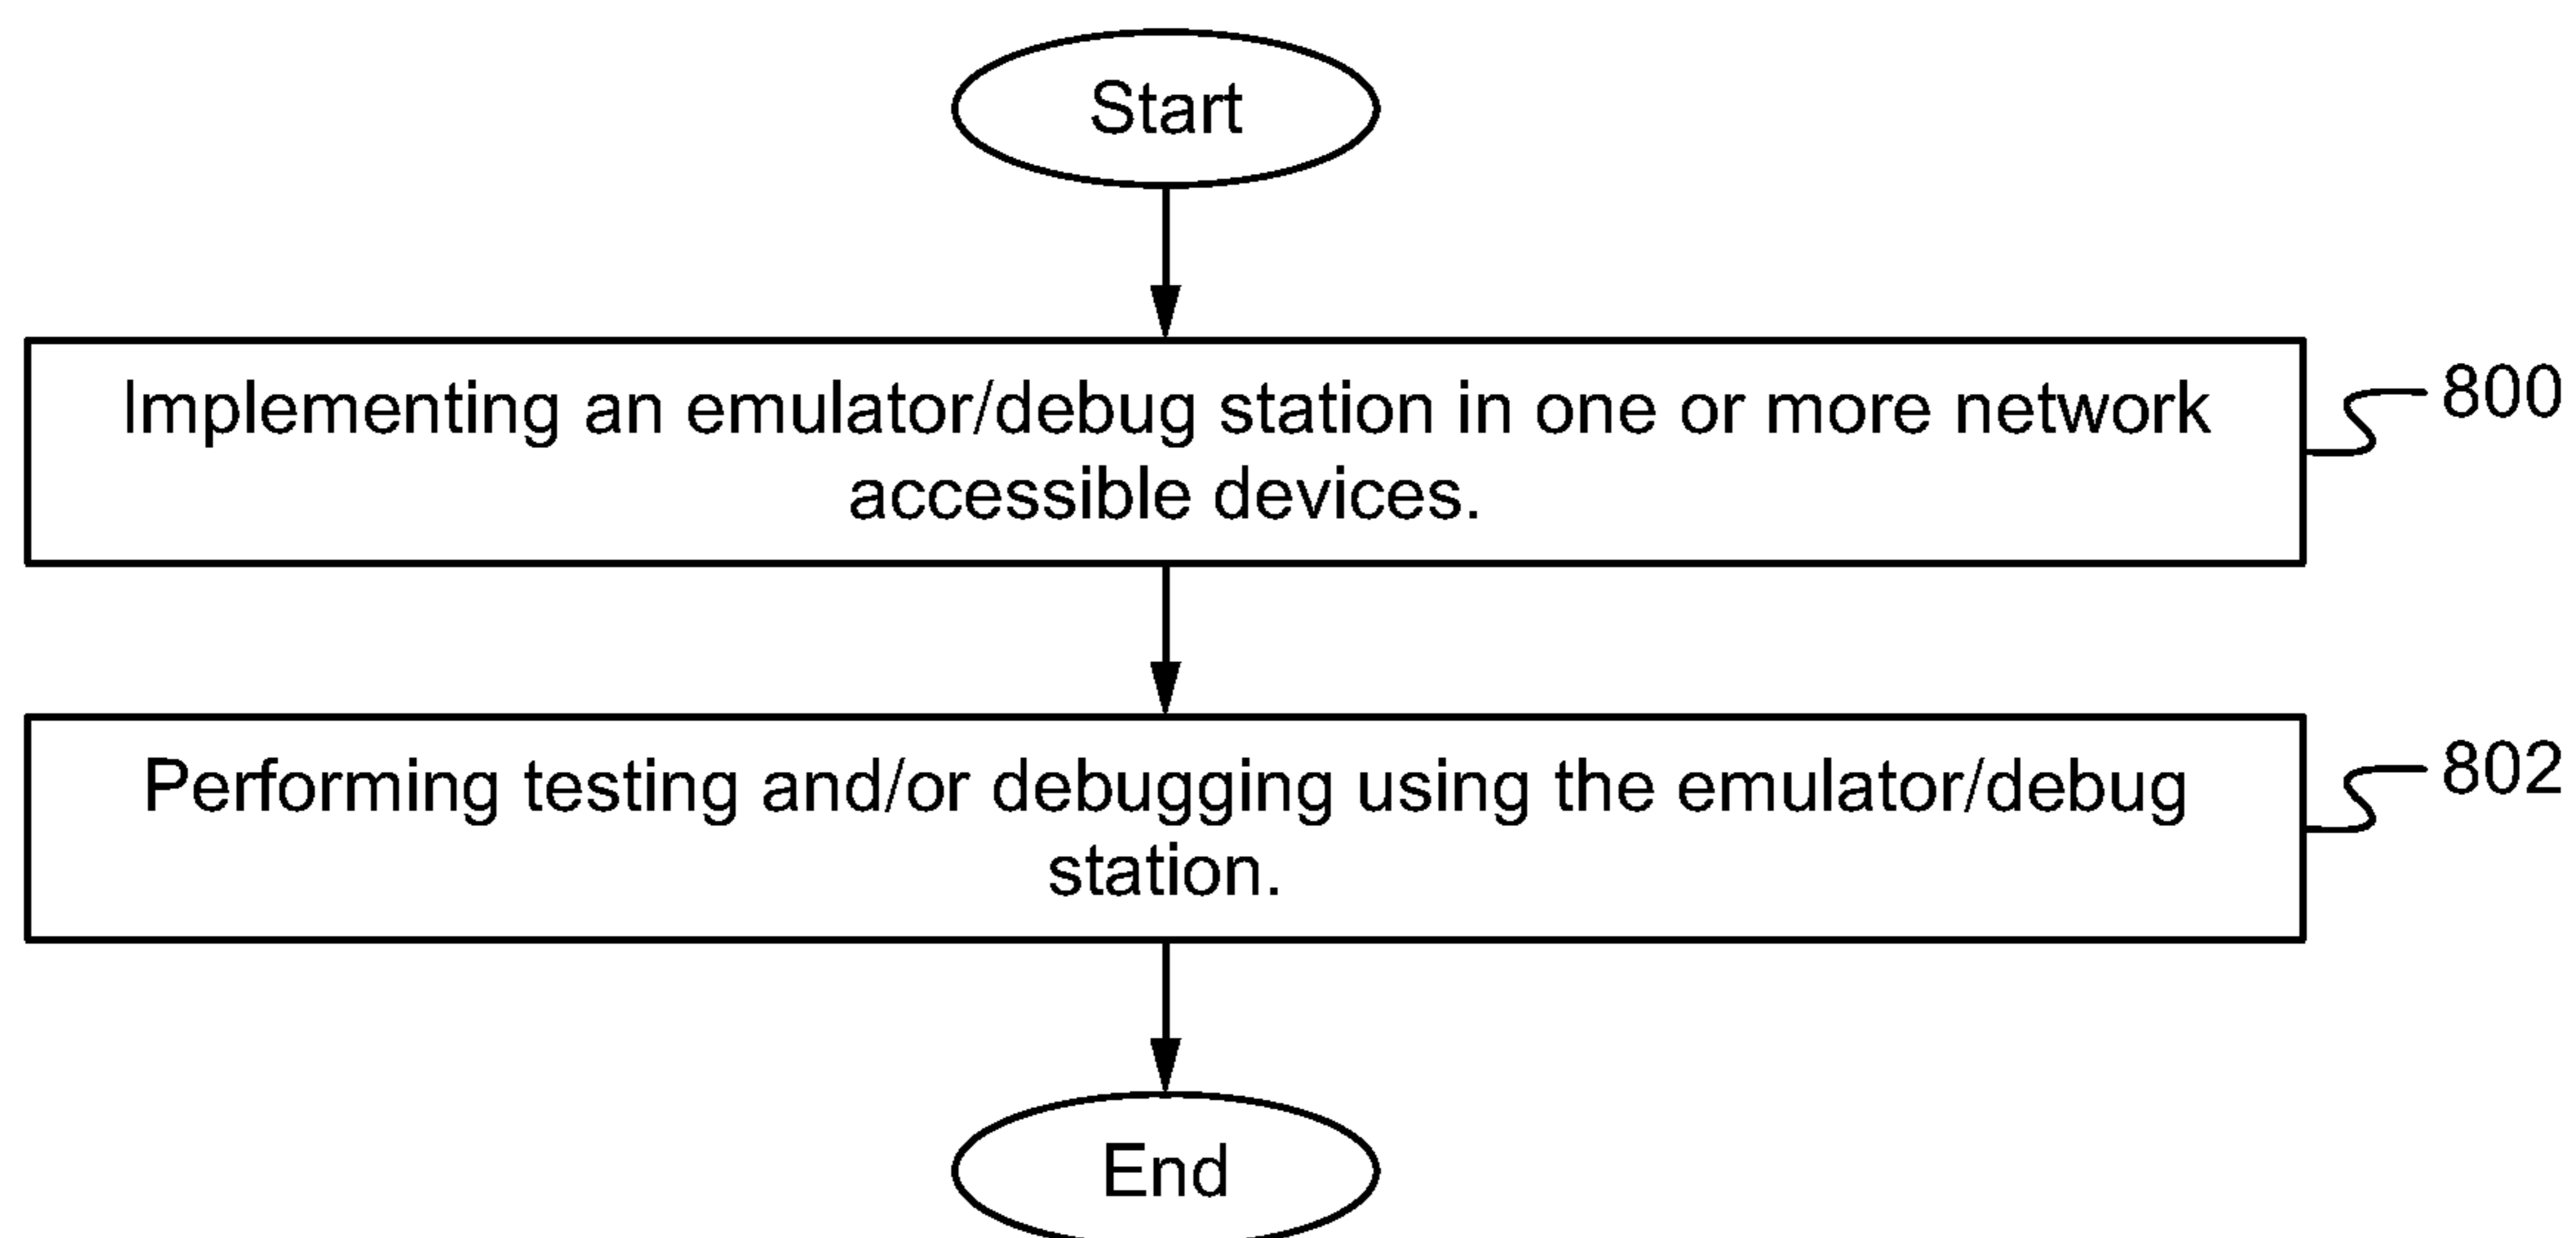 Start
Implementing an emulator/debug station in one or more network
accessible devices.
800
Performing testing and/or debugging using the emulator/debug
station.
802
End